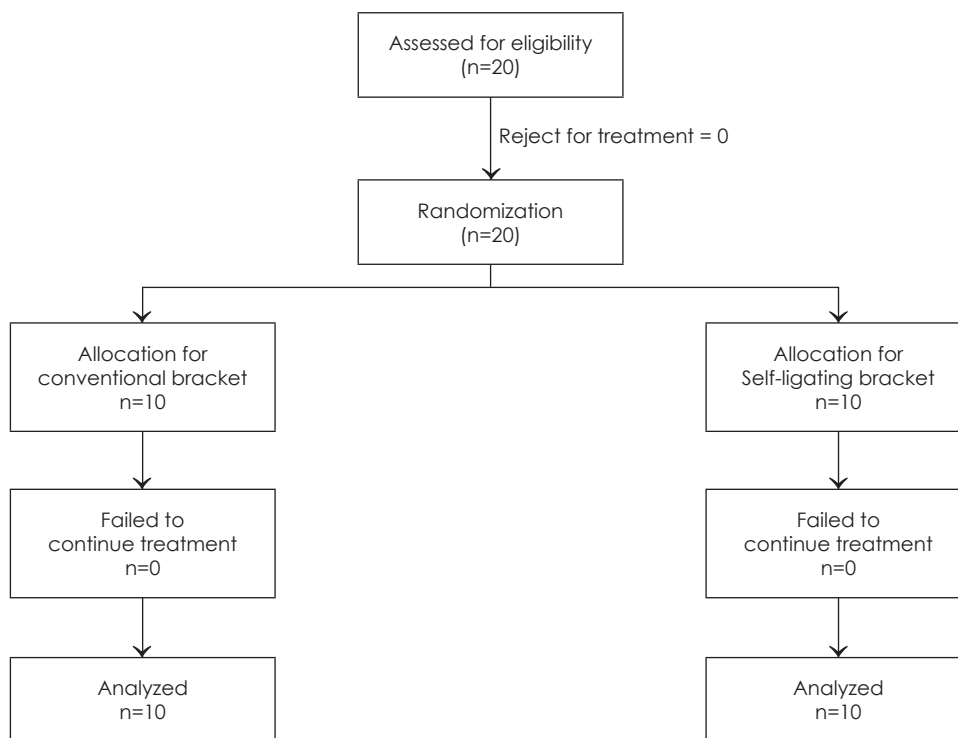 Assessed for eligibility
(n=20)
Reject for treatment = 0
Randomization
(n=20)
Allocation for
conventional bracket
n=10
Allocation for
Self-ligating bracket
n=10
Failed to
continue treatment
n=0
Failed to
continue treatment
n=0
Analyzed
n=10
Analyzed
n=10